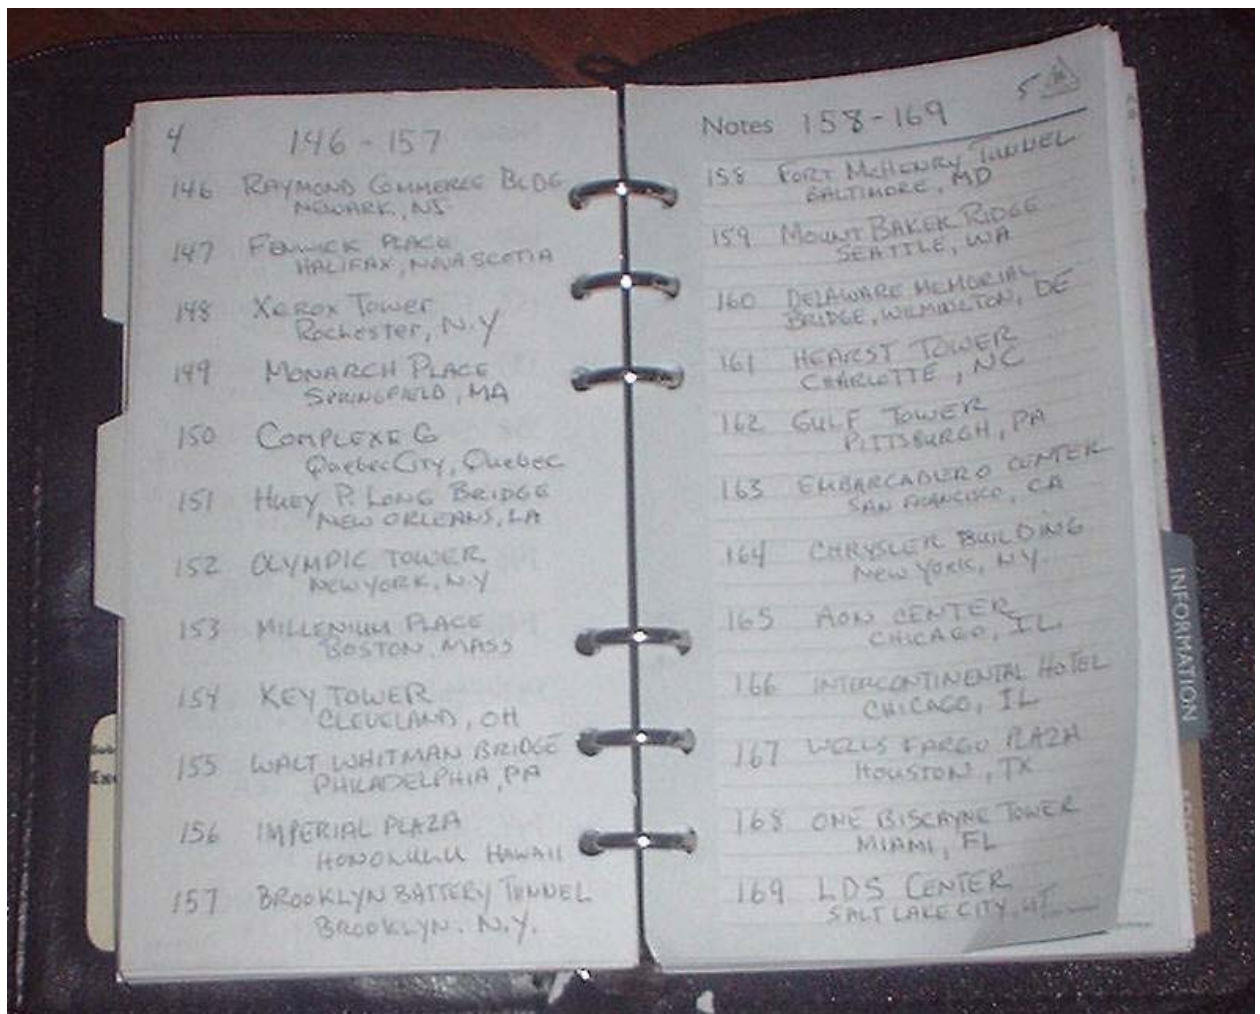 4 146 - 157
146 RAYMOND COMMERCE BLDG
NEWARK, NJ
147 FENWICK PLACE
HALIFAX, NOVA SCOTIA
148 XEROX TOWER
Rochester, N.Y
149 MONARCH PLACE
SPRINGFIELD, MA
150 COMPLEXE G
Quebec City, Quebec
151 HUEY P. LONG BRIDGE
NEW ORLEANS, LA
152 OLYMPIC TOWER
NEW YORK, N.Y
153 MILLENIUM PLACE
BOSTON, MASS
154 KEY TOWER
CLEVELAND, OH
155 WALT WHITMAN BRIDGE
PHILADELPHIA, PA
156 IMPERIAL PLAZA
HONOLULU HAWAII
157 BROOKLYN BATTERY TUNNEL
BROOKLYN. N.Y.
5
Notes 158-169
158 FORT McHENRY TUNNEL
BALTIMORE, MD
159 MOUNT BAKER RIDGE
SEATTLE, WA
160 DELAWARE MEMORIAL
BRIDGE, WILMINGTON, DE
161 HEARST TOWER
CHARLOTTE, NC
162 GULF TOWER
PITTSBURGH, PA
163 EMBARCADERO CENTER
SAN FRANCISCO, CA
164 CHRYSLER BUILDING
New York, N.Y.
165 AON CENTER
CHICAGO, IL
166 INTERCONTINENTAL HOTEL
CHICAGO, IL
167 WELLS FARGO PLAZA
HOUSTON, TX
168 ONE BISCAYNE TOWER
MIAMI, FL
169 LDS CENTER
SALT LAKE CITY, UT
INFORMATION